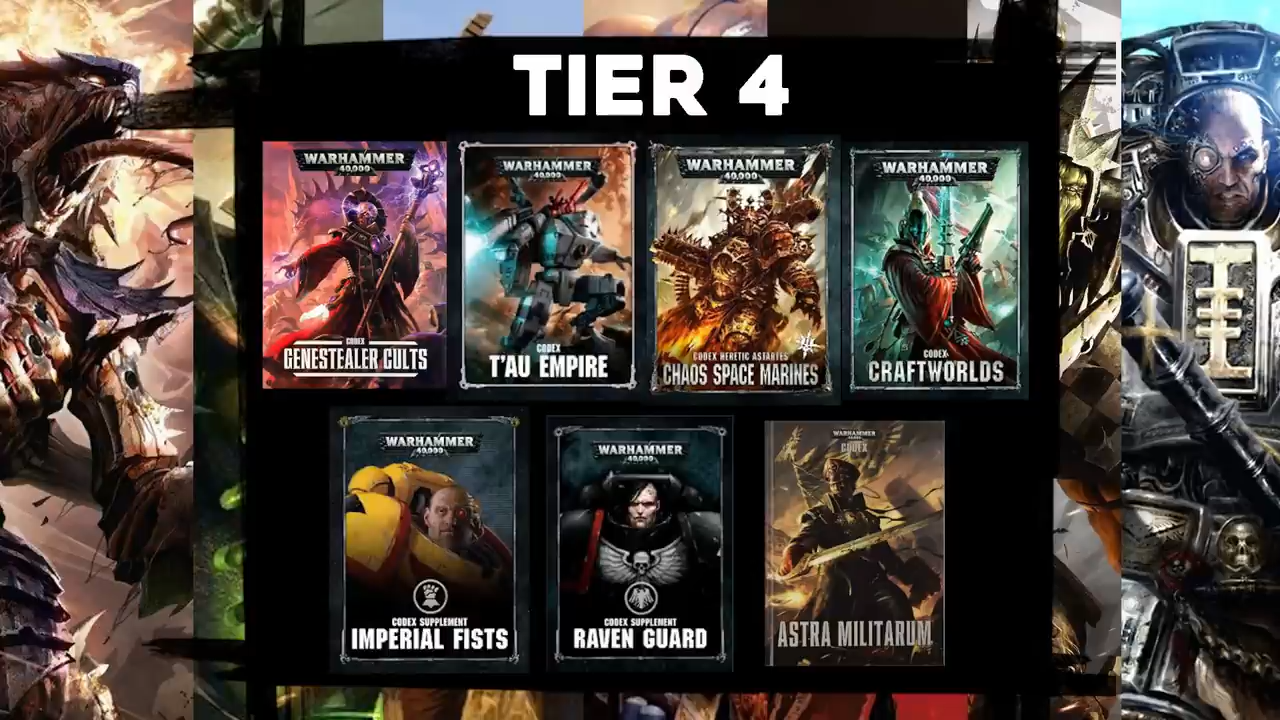 TIER 4
WARHAMMER
40,000
CODEX
GENESTEALER CULTS
WARHAMMER
40,000
CODEX
T'AU EMPIRE
WARHAMMER
40,000
CODEX HERETIC ASTARTES
CHAOS SPACE MARINES
WARHAMMER
40,000
CODEX
CRAFTWORLDS
WARHAMMER
40,000
CODEX SUPPLEMENT
IMPERIAL FISTS
WARHAMMER
40,000
CODEX SUPPLEMENT
RAVEN GUARD
WARHAMMER
40,000
CODEX
ASTRA MILITARUM